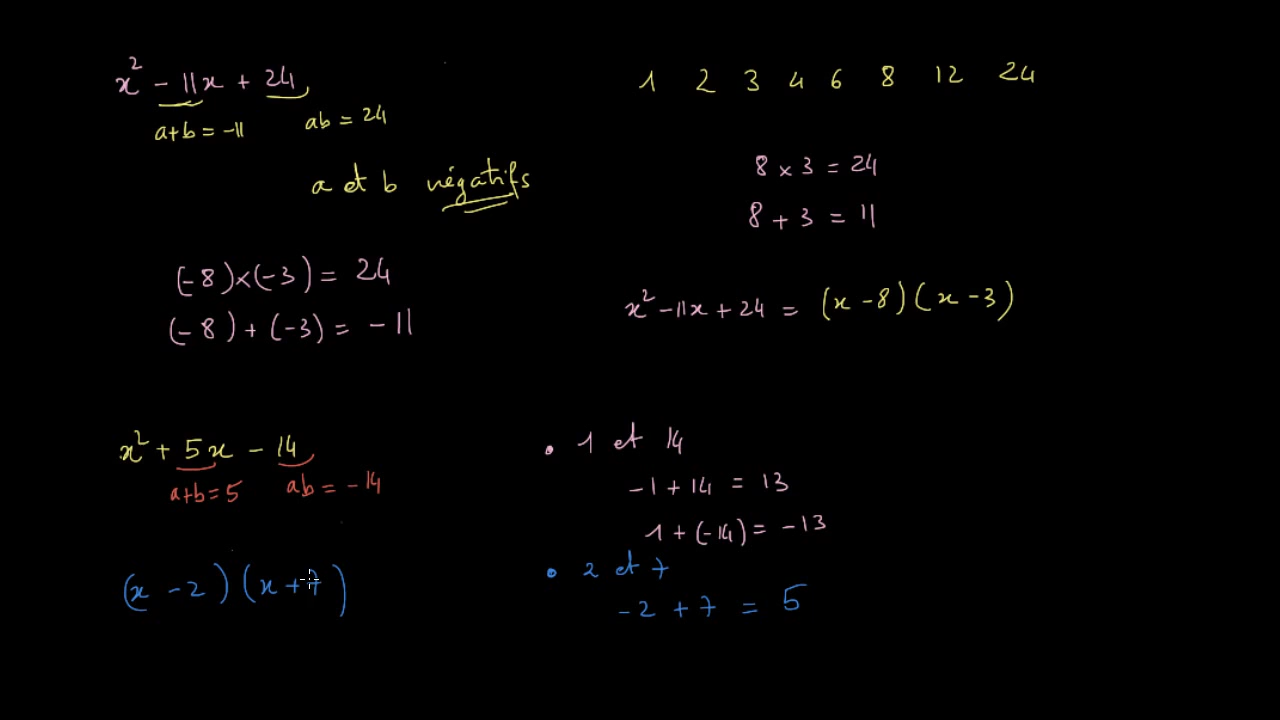 x² - 11x + 24
a+b = -11
ab = 24
a et b négatifs
1 2 3 4 6 8 12 24
8 × 3 = 24
8 + 3 = 11
(-8)×(-3) = 24
(-8) + (-3) = -11
x² - 11x + 24 = (x - 8)(x - 3)
x² + 5x - 14
a+b = 5
ab = -14
(x - 2)(x + 7)
• 1 et 14
-1 + 14 = 13
1 + (-14) = -13
• 2 et 7
-2 + 7 = 5